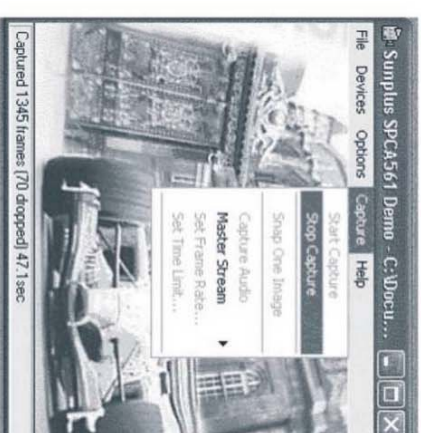 Sunplus SPCA561 Demo - C:\Docu...
File Devices Options Capture Help
Start Capture
Stop Capture
Snap One Image
Capture Audio
Master Stream
Set Frame Rate...
Set Time Limit...
Captured 1345 frames (70 dropped) 47.1sec